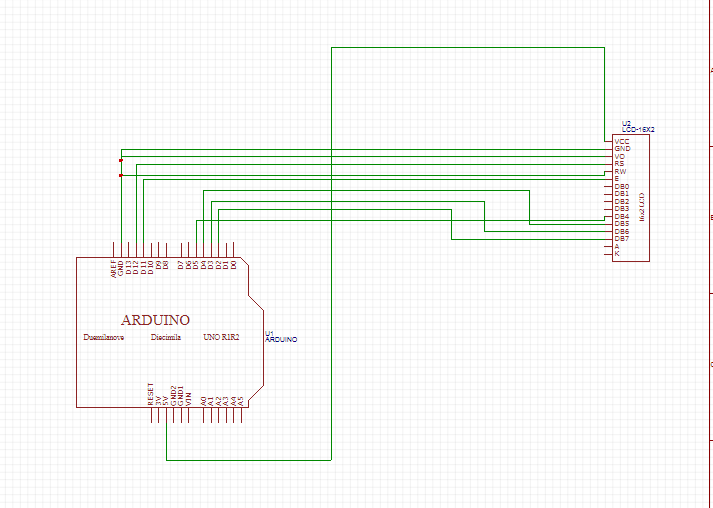 A
U2
LCD-16X2
VCC
GND
VO
RS
RW
E
DB0
DB1
DB2
DB3
DB4
DB5
DB6
DB7
A
K
16x2 LCD
B
AREF
GND
D13
D12
D11
D10
D9
D8
D7
D6
D5
D4
D3
D2
D1
D0
ARDUINO
Duemilanove Diecimila UNO R1R2
U1
ARDUINO
C
RESET
3V
5V
GND2
GND1
VIN
A0
A1
A2
A3
A4
A5